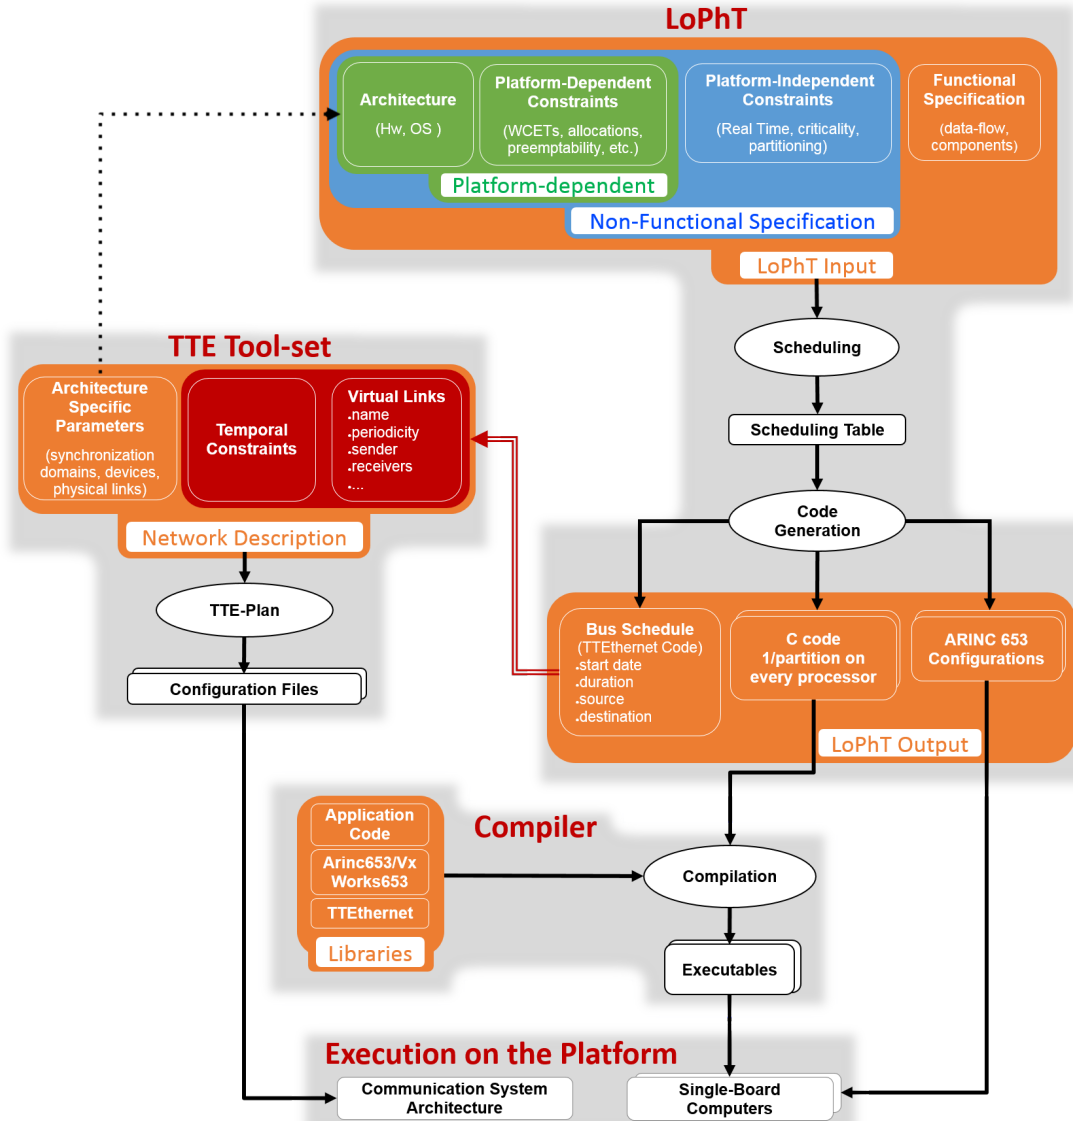 LoPhT
Architecture
(Hw, OS )
Platform-Dependent
Constraints
(WCETs, allocations,
preemptability, etc.)
Platform-Independent
Constraints
(Real Time, criticality,
partitioning)
Functional
Specification
(data-flow,
components)
Platform-dependent
Non-Functional Specification
LoPhT Input
Scheduling
Scheduling Table
Code
Generation
TTE Tool-set
Architecture
Specific
Parameters
(synchronization
domains, devices,
physical links)
Temporal
Constraints
Virtual Links
.name
.periodicity
.sender
.receivers
....
Network Description
TTE-Plan
Configuration Files
Bus Schedule
(TTEthernet Code)
.start date
.duration
.source
.destination
C code
1/partition on
every processor
ARINC 653
Configurations
LoPhT Output
Compiler
Application
Code
Arinc653/Vx
Works653
TTEthernet
Libraries
Compilation
Executables
Execution on the Platform
Communication System
Architecture
Single-Board
Computers